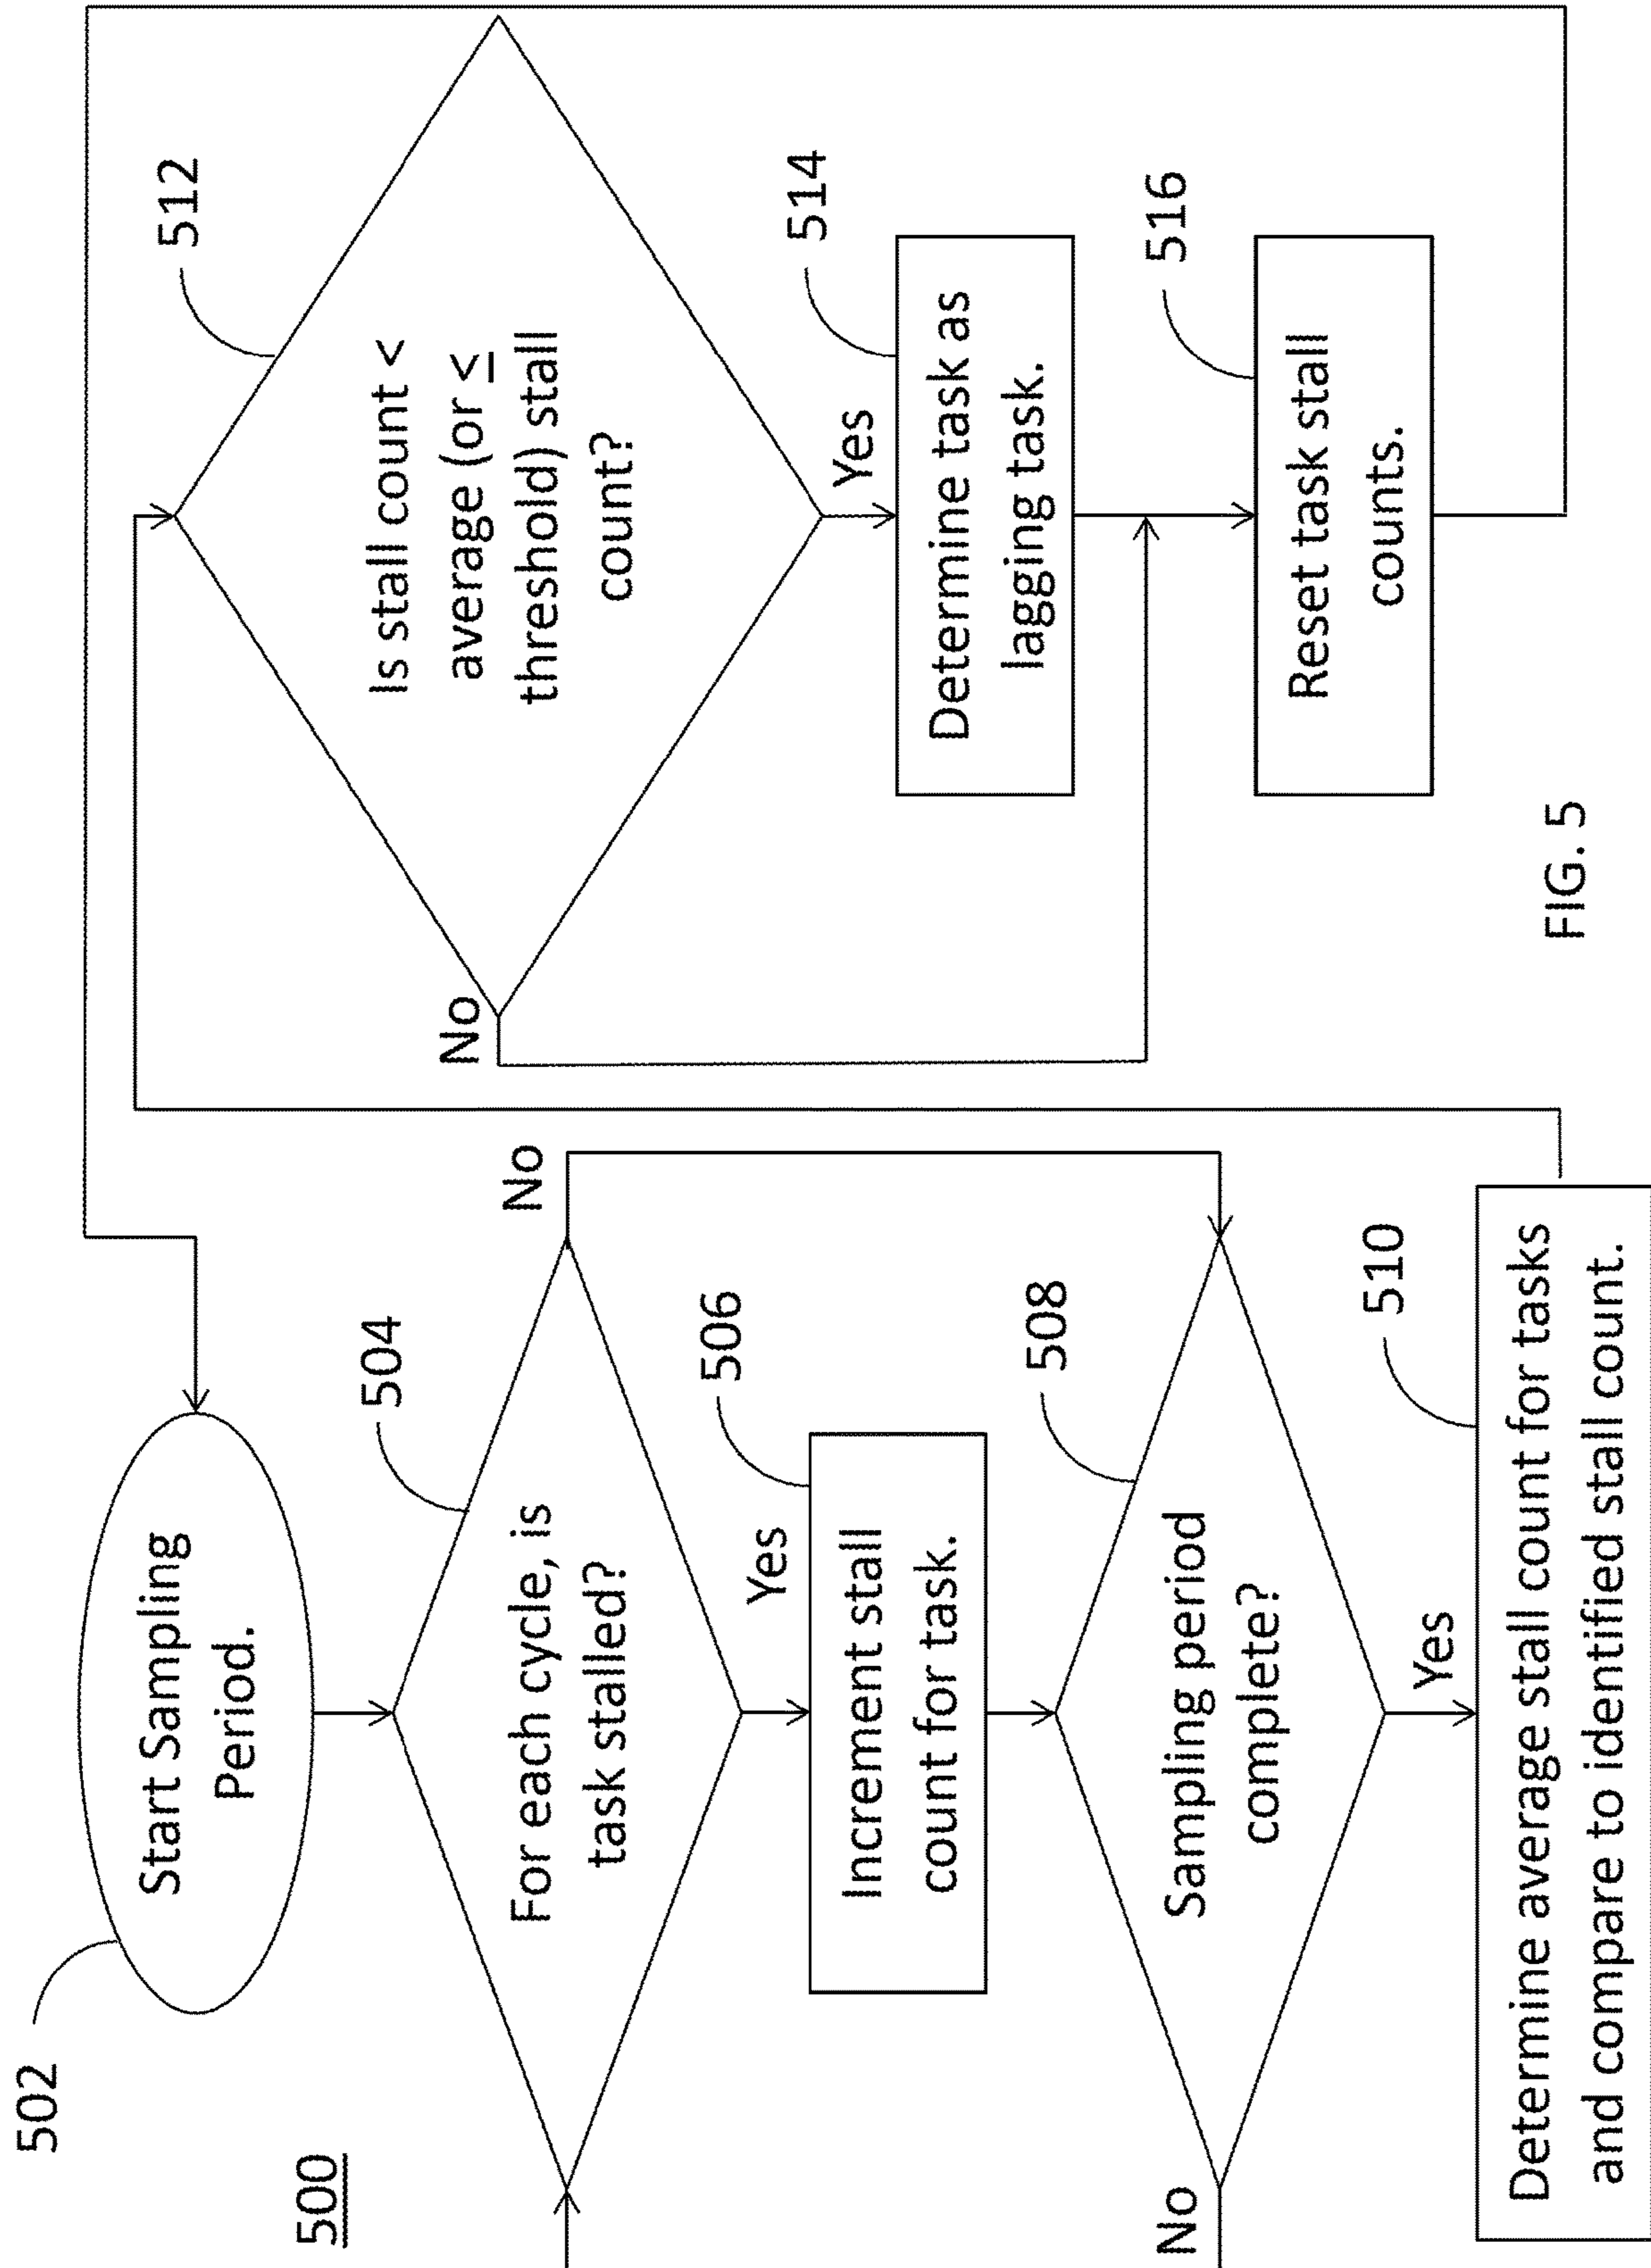 500
502
Start Sampling
Period.
504
For each cycle, is
task stalled?
No
Yes
506
Increment stall
count for task.
508
Sampling period
complete?
No
Yes
510
Determine average stall count for tasks
and compare to identified stall count.
512
Is stall count <
average (or ≤
threshold) stall
count?
No
Yes
514
Determine task as
lagging task.
516
Reset task stall
counts.
FIG. 5